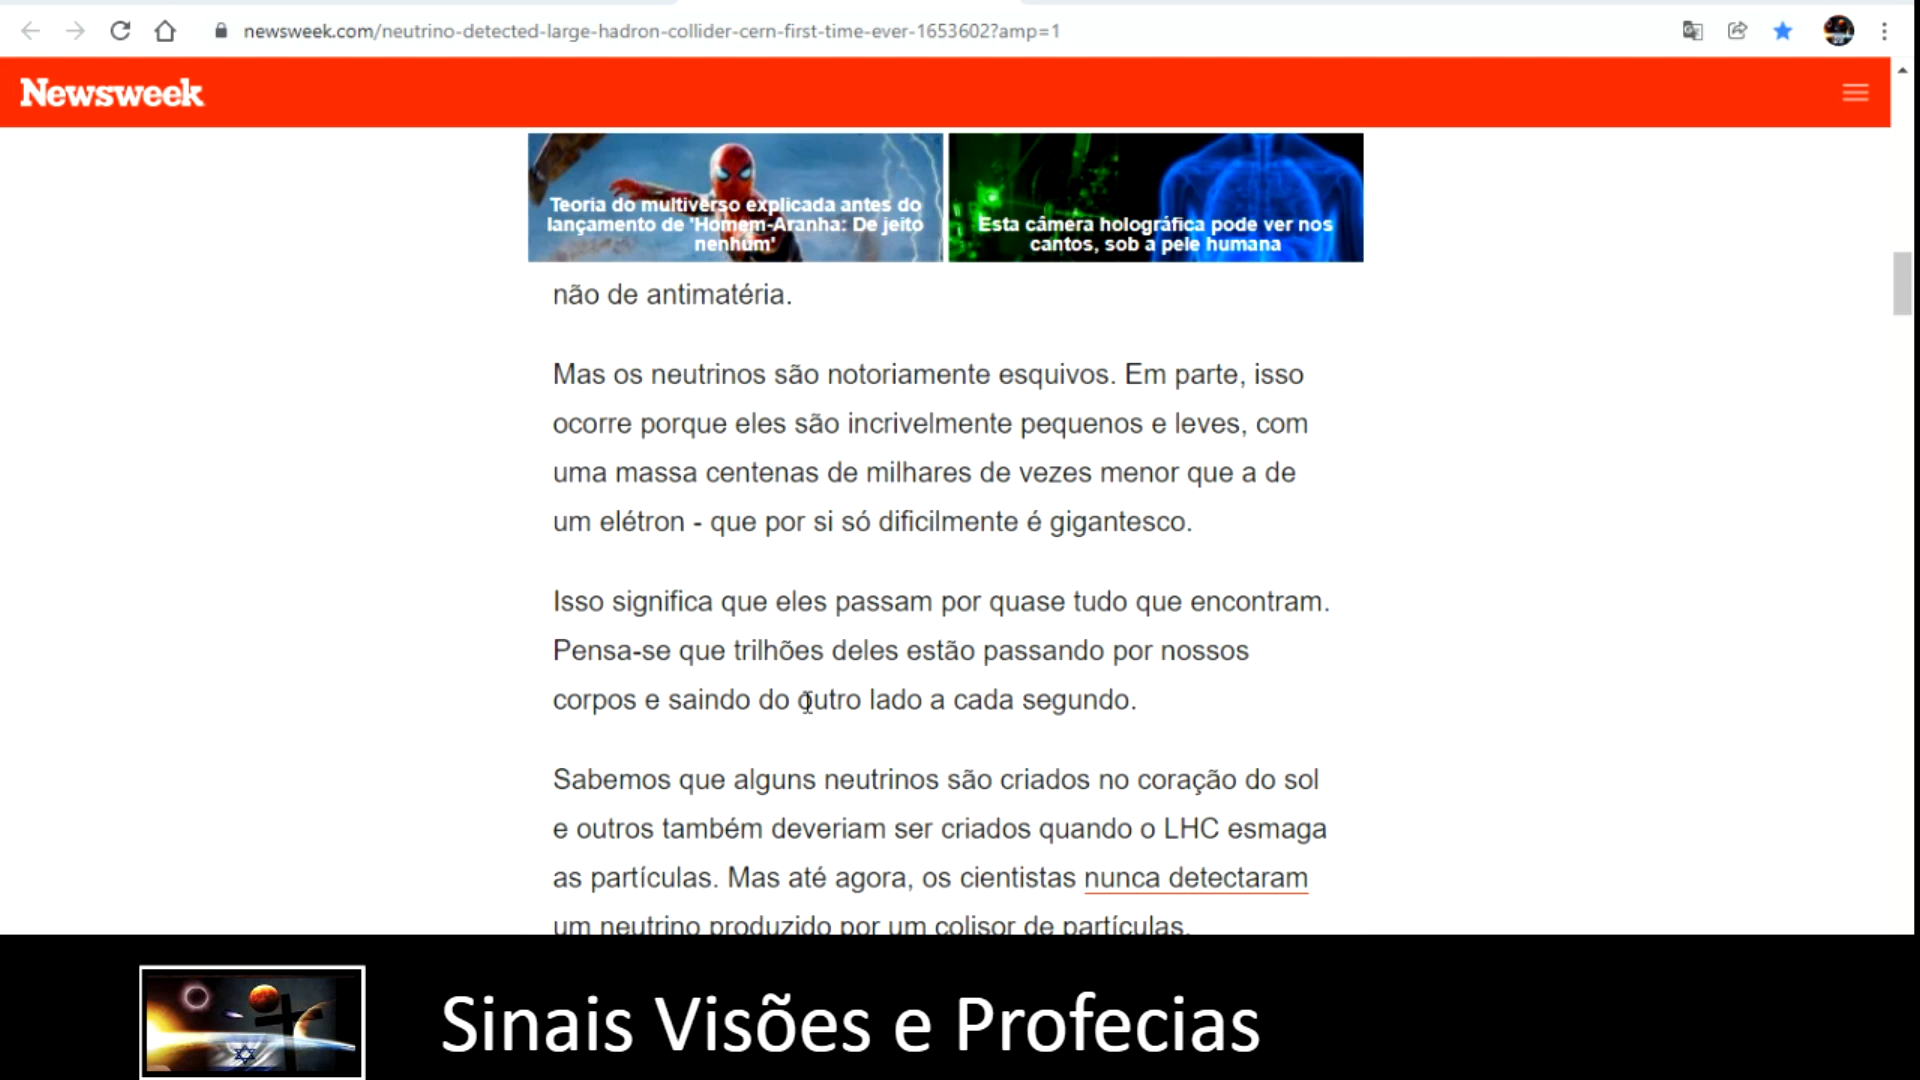 newsweek.com/neutrino-detected-large-hadron-collider-cern-first-time-ever-1653602?amp=1
Newsweek
Teoria do multiverso explicada antes do
lançamento de 'Homem-Aranha: De jeito
nenhum'
Esta câmera holográfica pode ver nos
cantos, sob a pele humana
não de antimatéria.
Mas os neutrinos são notoriamente esquivos. Em parte, isso
ocorre porque eles são incrivelmente pequenos e leves, com
uma massa centenas de milhares de vezes menor que a de
um elétron - que por si só dificilmente é gigantesco.
Isso significa que eles passam por quase tudo que encontram.
Pensa-se que trilhões deles estão passando por nossos
corpos e saindo do outro lado a cada segundo.
Sabemos que alguns neutrinos são criados no coração do sol
e outros também deveriam ser criados quando o LHC esmaga
as partículas. Mas até agora, os cientistas nunca detectaram
um neutrino produzido por um colisor de partículas.
Sinais Visões e Profecias